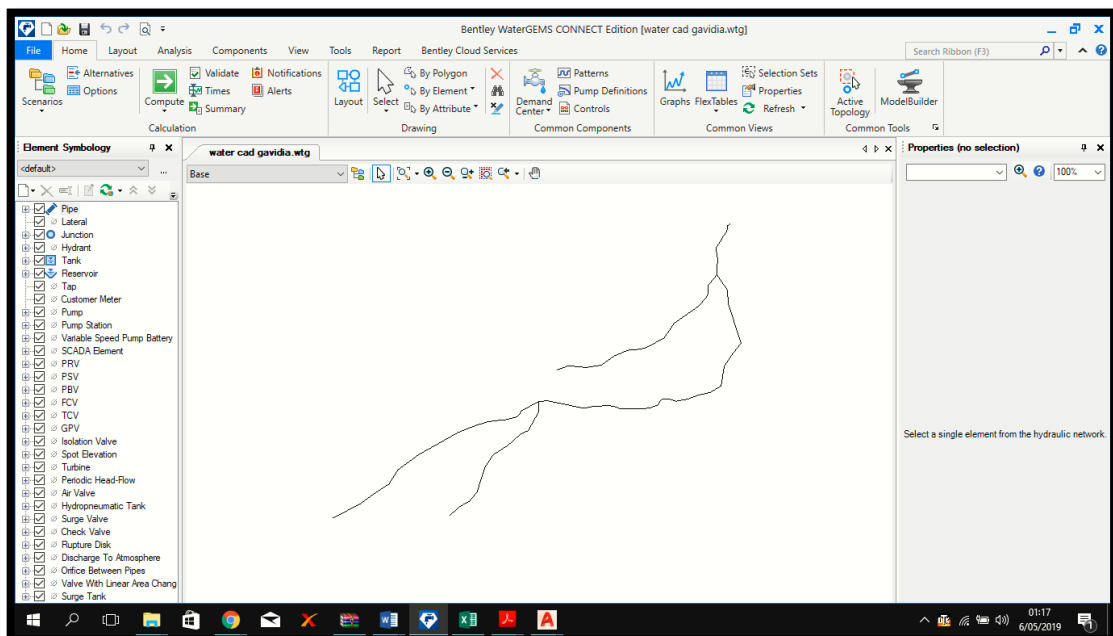 Bentley WaterGEMS CONNECT Edition [water cad gavidia.wtg]
File Home Layout Analysis Components View Tools Report Bentley Cloud Services Search Ribbon (F3)
Scenarios
Alternatives
Options
Compute
Validate
Times
Summary
Notifications
Alerts
Calculation
Layout
Select
By Polygon
By Element
By Attribute
Drawing
Demand Center
Patterns
Pump Definitions
Controls
Common Components
Graphs
FlexTables
Selection Sets
Properties
Refresh
Common Views
Active Topology
ModelBuilder
Common Tools
Element Symbology
<default>
...
Pipe
Lateral
Junction
Hydrant
Tank
Reservoir
Tap
Customer Meter
Pump
Pump Station
Variable Speed Pump Battery
SCADA Element
PRV
PSV
PBV
FCV
TCV
GPV
Isolation Valve
Spot Elevation
Turbine
Periodic Head-Flow
Air Valve
Hydropneumatic Tank
Surge Valve
Check Valve
Rupture Disk
Discharge To Atmosphere
Orifice Between Pipes
Valve With Linear Area Chang
Surge Tank
water cad gavidia.wtg
Base
Properties (no selection)
100%
Select a single element from the hydraulic network.
01:17
6/05/2019